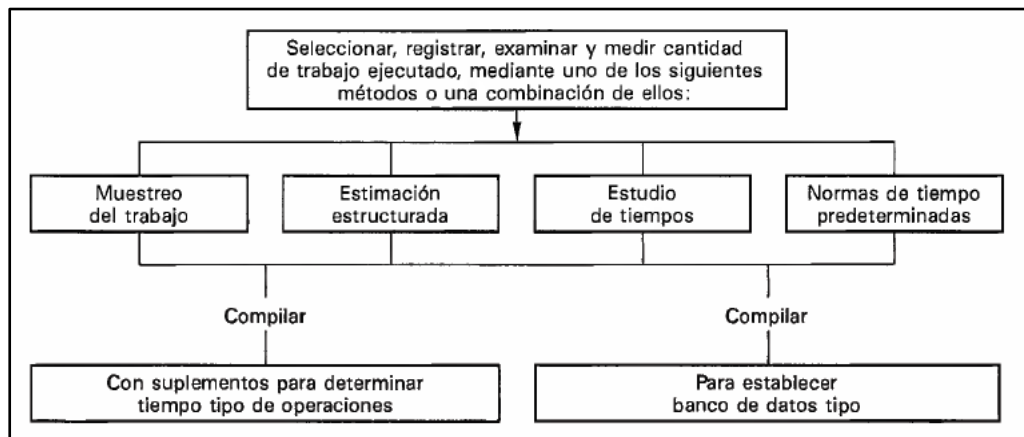 Seleccionar, registrar, examinar y medir cantidad
de trabajo ejecutado, mediante uno de los siguientes
métodos o una combinación de ellos:
Muestreo
del trabajo
Estimación
estructurada
Estudio
de tiempos
Normas de tiempo
predeterminadas
Compilar
Compilar
Con suplementos para determinar
tiempo tipo de operaciones
Para establecer
banco de datos tipo